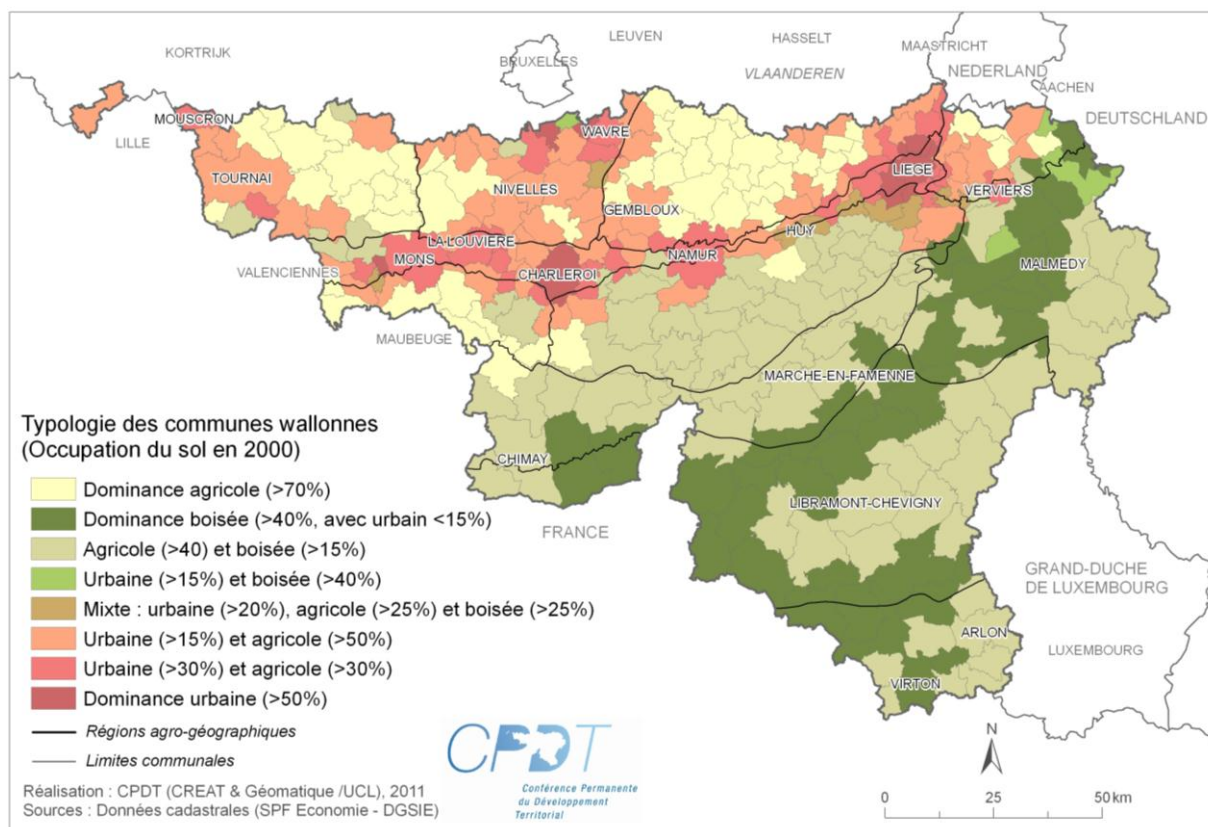 LEUVEN
HASSELT
MAASTRICHT
KORTRIJK
BRUXELLES
VLAANDEREN
NEDERLAND
AACHEN
DEUTSCHLAND
MOUSCRON
WAVRE
LILLE
LIEGE
TOURNAI
NIVELLES
VERVIERS
GEMBLOUX
HUY
LA-LOUVIÈRE
NAMUR
MONS
VALENCIENNES
CHARLEROI
MALMEDY
MAUBEUGE
MARCHE-EN-FAMENNE
Typologie des communes wallonnes
(Occupation du sol en 2000)
CHIMAY
Dominance agricole (>70%)
LIBRAMONT-CHEVIGNY
Dominance boisée (>40%, avec urbain <15%)
FRANCE
Agricole (>40) et boisée (>15%)
GRAND-DUCHE
DE LUXEMBOURG
Urbaine (>15%) et boisée (>40%)
Mixte : urbaine (>20%), agricole (>25%) et boisée (>25%)
ARLON
Urbaine (>15%) et agricole (>50%)
LUXEMBOURG
Urbaine (>30%) et agricole (>30%)
VIRTON
Dominance urbaine (>50%)
Régions agro-géographiques
N
Limites communales
CPDT
Conférence Permanente
du Développement
Territorial
Réalisation : CPDT (CREAT & Géomatique /UCL), 2011
Sources : Données cadastrales (SPF Economie - DGSIE)
0 25 50 km